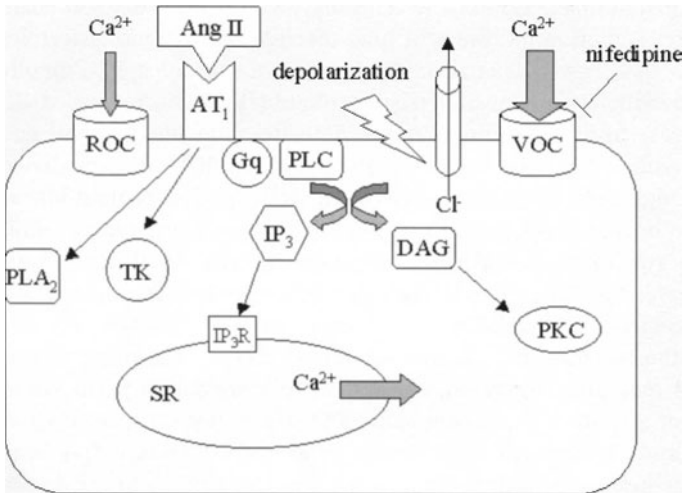 Ca²⁺
Ang II
Ca²⁺
depolarization
nifedipine
ROC
AT₁
VOC
Gq
PLC
Cl⁻
IP₃
DAG
PLA₂
TK
PKC
IP₃R
SR
Ca²⁺